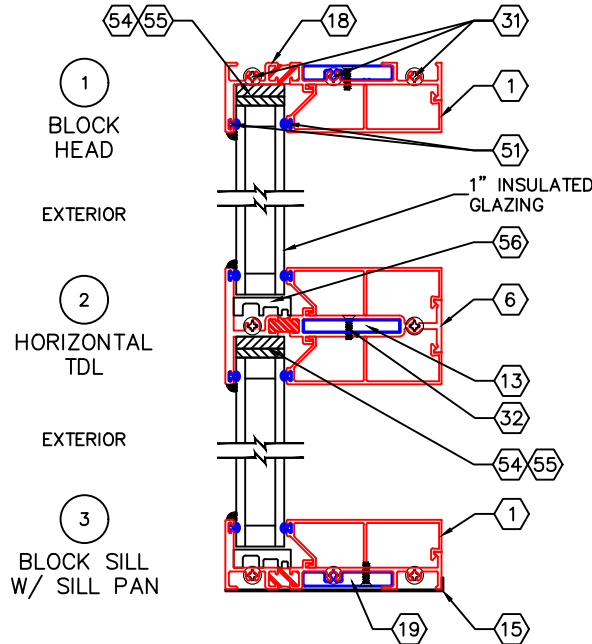 54 55
18
31
1
BLOCK
HEAD
1
51
EXTERIOR
1" INSULATED
GLAZING
56
2
HORIZONTAL
TDL
6
13
32
EXTERIOR
54 55
3
BLOCK SILL
W/ SILL PAN
1
19
15